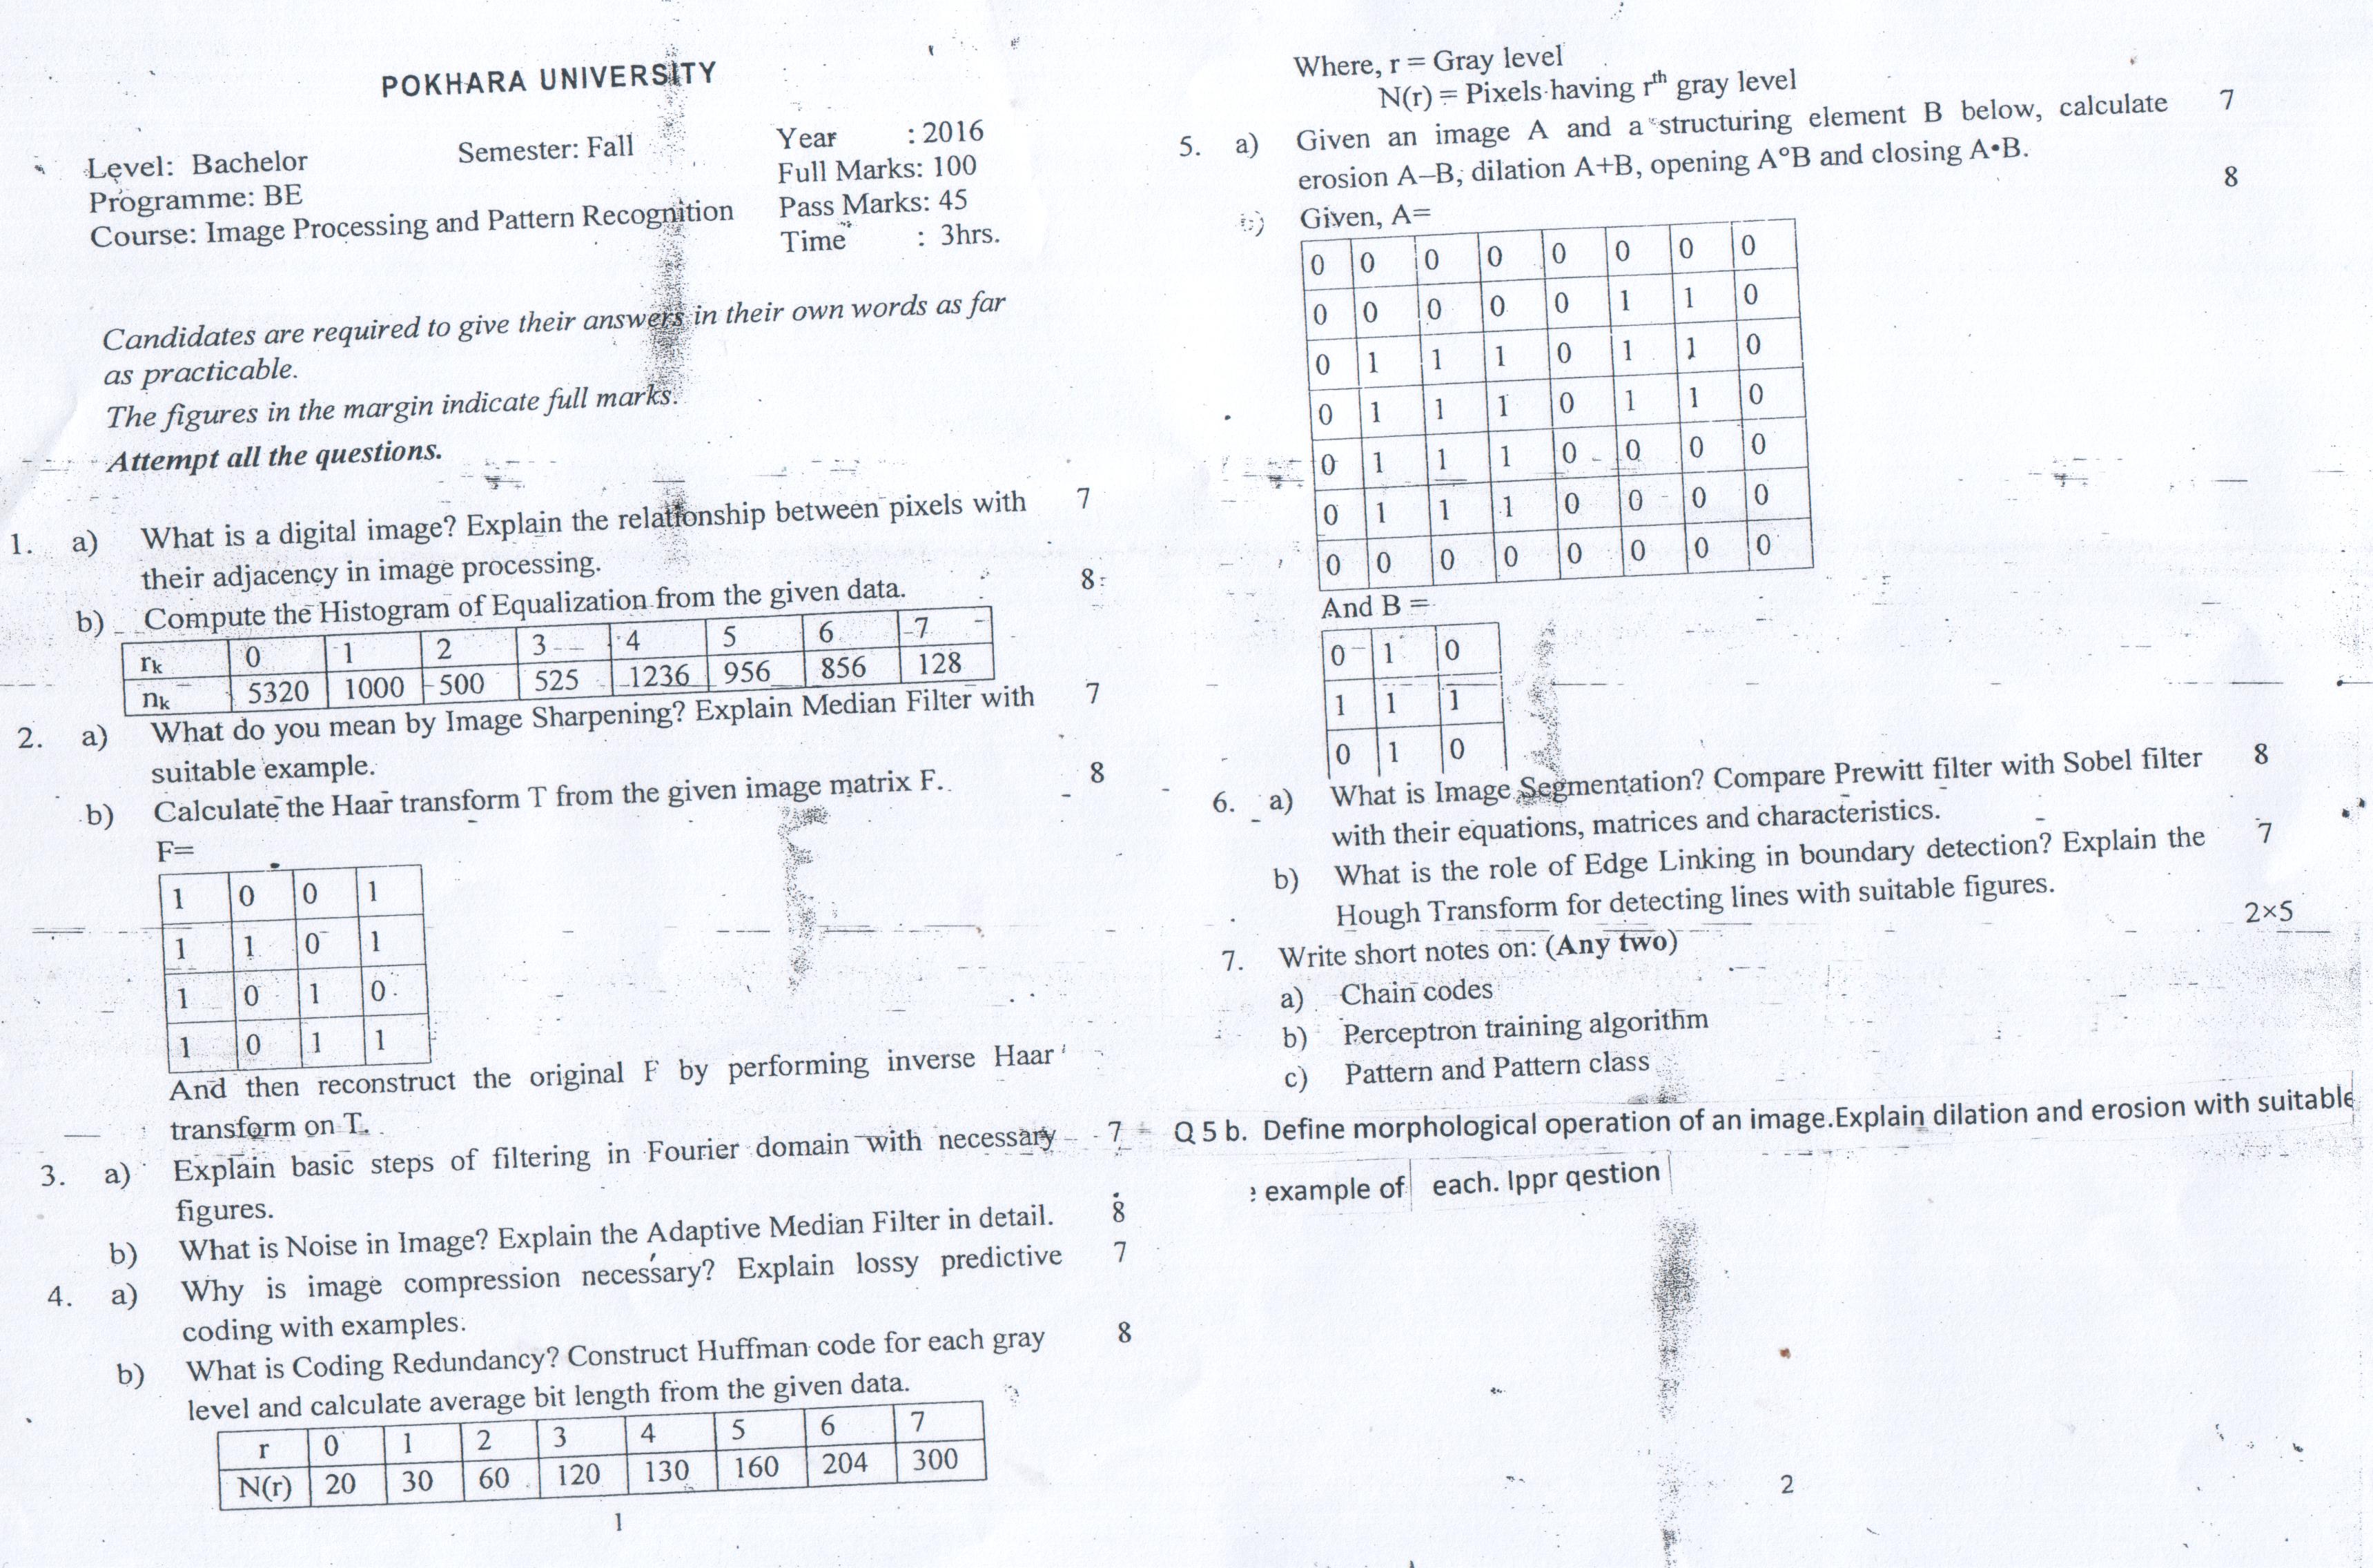 POKHARA UNIVERSITY
Level: Bachelor Semester: Fall Year : 2016
Programme: BE Full Marks: 100
Course: Image Processing and Pattern Recognition Pass Marks: 45
Time : 3hrs.
Candidates are required to give their answers in their own words as far
as practicable.
The figures in the margin indicate full marks.
Attempt all the questions.
1. a) What is a digital image? Explain the relationship between pixels with 7
their adjacency in image processing.
b) Compute the Histogram of Equalization from the given data. 8
rk 0 1 2 3 4 5 6 7
nk 5320 1000 500 525 1236 956 856 128
2. a) What do you mean by Image Sharpening? Explain Median Filter with 7
suitable example.
b) Calculate the Haar transform T from the given image matrix F. 8
F=
1 0 0 1
1 1 0 1
1 0 1 0
1 0 1 1
And then reconstruct the original F by performing inverse Haar
transform on T.
3. a) Explain basic steps of filtering in Fourier domain with necessary 7
figures.
b) What is Noise in Image? Explain the Adaptive Median Filter in detail. 8
4. a) Why is image compression necessary? Explain lossy predictive 7
coding with examples.
b) What is Coding Redundancy? Construct Huffman code for each gray 8
level and calculate average bit length from the given data.
r 0 1 2 3 4 5 6 7
N(r) 20 30 60 120 130 160 204 300
1
Where, r = Gray level
N(r) = Pixels having rth gray level
5. a) Given an image A and a structuring element B below, calculate 7
erosion A–B, dilation A+B, opening A°B and closing A•B.
8
Given, A=
0 0 0 0 0 0 0 0
0 0 0 0 0 1 1 0
0 1 1 1 0 1 1 0
0 1 1 1 0 1 1 0
0 1 1 1 0 0 0 0
0 1 1 1 0 0 0 0
0 0 0 0 0 0 0 0
And B =
0 1 0
1 1 1
0 1 0
6. a) What is Image Segmentation? Compare Prewitt filter with Sobel filter 8
with their equations, matrices and characteristics.
b) What is the role of Edge Linking in boundary detection? Explain the 7
Hough Transform for detecting lines with suitable figures.
7. Write short notes on: (Any two) 2×5
a) Chain codes
b) Perceptron training algorithm
c) Pattern and Pattern class
Q 5 b. Define morphological operation of an image.Explain dilation and erosion with suitable
example of each. Ippr qestion
2